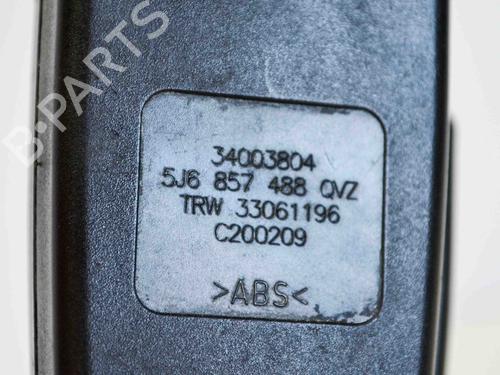 B-PARTS
34003804
5J6 857 488 QVZ
TRW 33061196
C200209
>ABS<